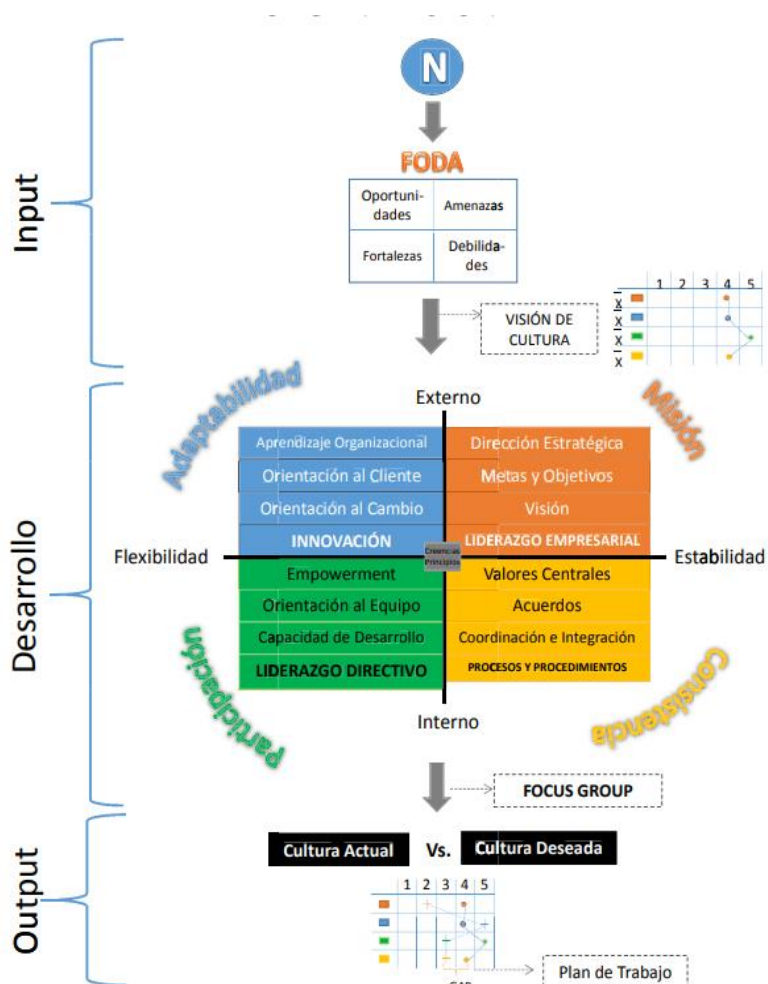 Input
N
FODA
Oportuni-
dades
Amenazas
Fortalezas
Debilida-
des
VISIÓN DE
CULTURA
1 2 3 4 5
X
X
X
X
Desarrollo
Adaptabilidad
Externo
Misión
Aprendizaje Organizacional
Dirección Estratégica
Orientación al Cliente
Metas y Objetivos
Orientación al Cambio
Visión
INNOVACIÓN
LIDERAZGO EMPRESARIAL
Flexibilidad
Creencias
Principios
Estabilidad
Empowerment
Valores Centrales
Orientación al Equipo
Acuerdos
Capacidad de Desarrollo
Coordinación e Integración
LIDERAZGO DIRECTIVO
PROCESOS Y PROCEDIMIENTOS
Participación
Interno
Consistencia
FOCUS GROUP
Output
Cultura Actual Vs. Cultura Deseada
1 2 3 4 5
Plan de Trabajo